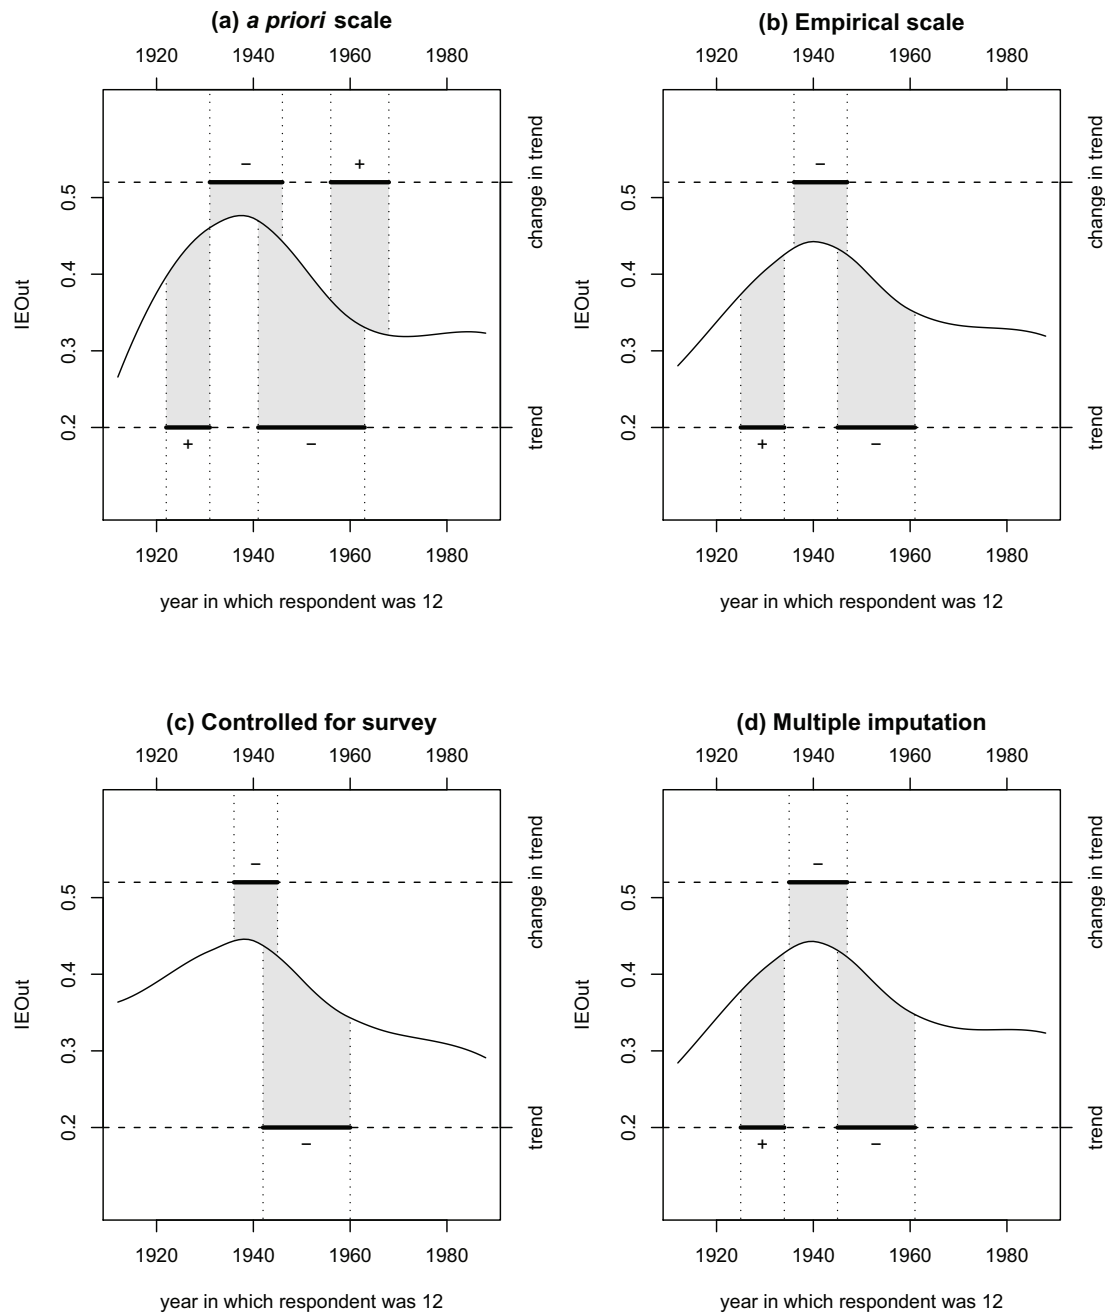 (a) a priori scale
1920 1940 1960 1980
change in trend
− +
IEOut
0.5
0.4
0.3
0.2
trend
+ −
1920 1940 1960 1980
year in which respondent was 12
(b) Empirical scale
1920 1940 1960 1980
change in trend
−
IEOut
0.5
0.4
0.3
0.2
trend
+ −
1920 1940 1960 1980
year in which respondent was 12
(c) Controlled for survey
1920 1940 1960 1980
change in trend
−
IEOut
0.5
0.4
0.3
0.2
trend
−
1920 1940 1960 1980
year in which respondent was 12
(d) Multiple imputation
1920 1940 1960 1980
change in trend
−
IEOut
0.5
0.4
0.3
0.2
trend
+ −
1920 1940 1960 1980
year in which respondent was 12